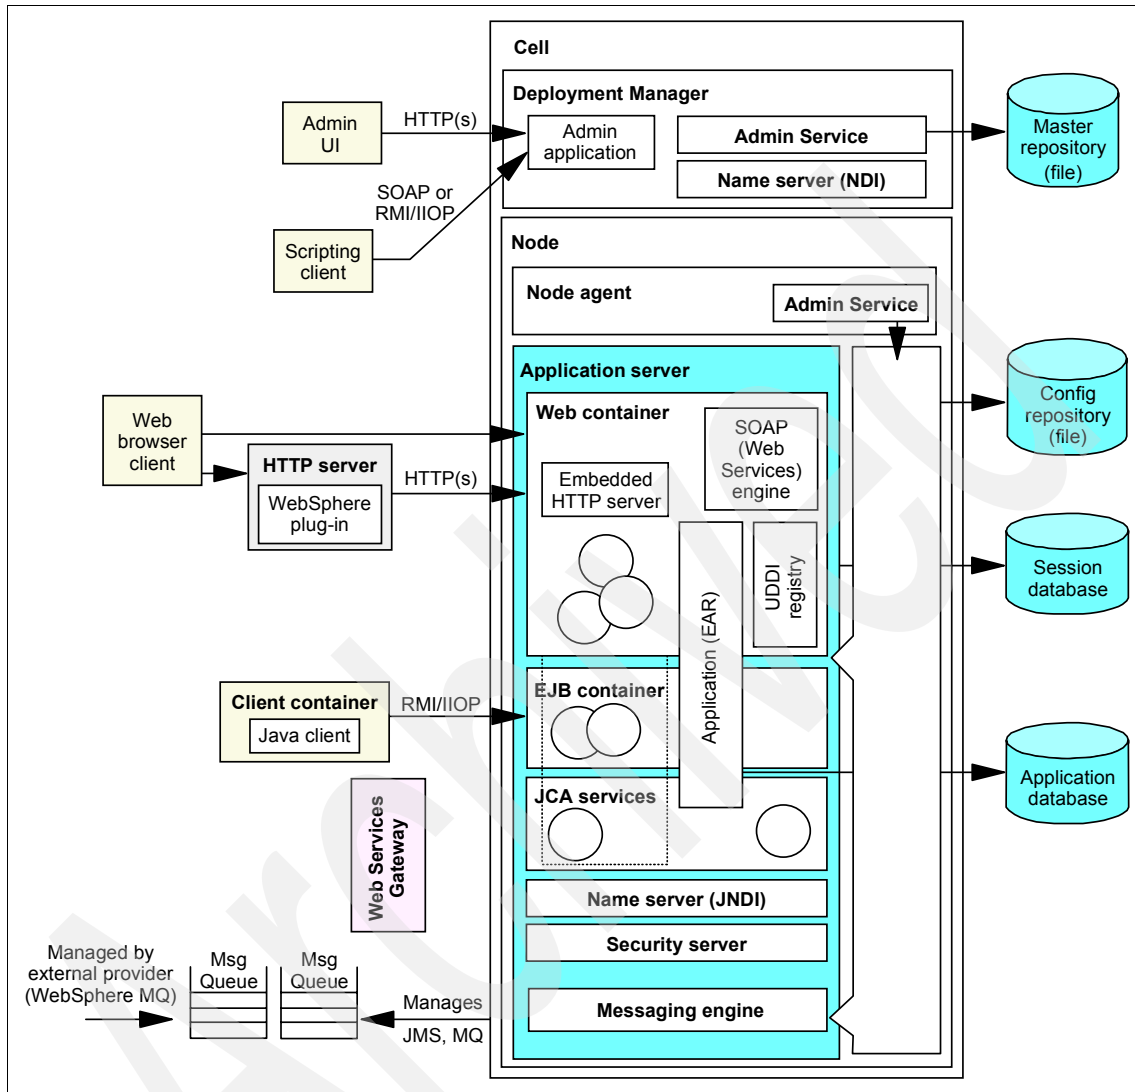 Cell
Deployment Manager
Admin
UI
HTTP(s)
Admin
application
Admin Service
Name server (NDI)
Master
repository
(file)
SOAP or
RMI/IIOP
Scripting
client
Node
Node agent
Admin Service
Application server
Web container
SOAP
(Web
Services)
engine
Config
repository
(file)
Web
browser
client
HTTP server
WebSphere
plug-in
HTTP(s)
Embedded
HTTP server
Application (EAR)
UDDI
registry
Session
database
Client container
Java client
RMI/IIOP
EJB container
JCA services
Application
database
Web Services
Gateway
Name server (JNDI)
Security server
Messaging engine
Managed by
external provider
(WebSphere MQ)
Msg
Queue
Msg
Queue
Manages
JMS, MQ
Archived